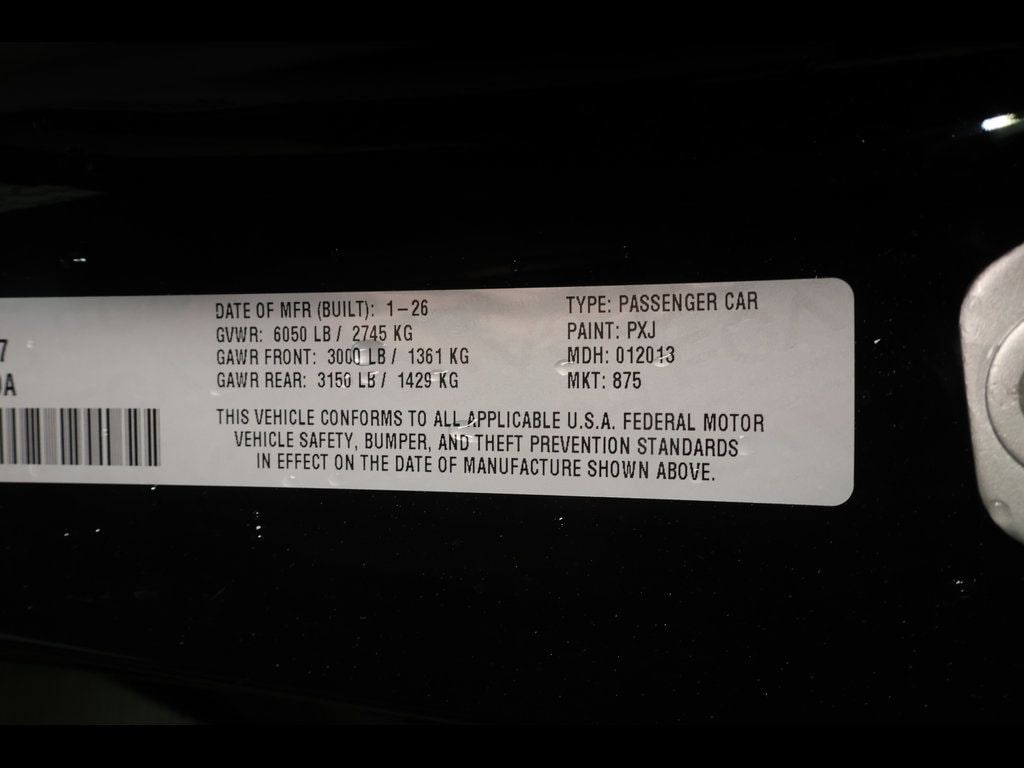 7
DATE OF MFR (BUILT): 1-26
GVWR: 6050 LB / 2745 KG
GAWR FRONT: 3000 LB / 1361 KG
GAWR REAR: 3150 LB / 1429 KG
TYPE: PASSENGER CAR
PAINT: PXJ
MDH: 012013
MKT: 875
THIS VEHICLE CONFORMS TO ALL APPLICABLE U.S.A. FEDERAL MOTOR
VEHICLE SAFETY, BUMPER, AND THEFT PREVENTION STANDARDS
IN EFFECT ON THE DATE OF MANUFACTURE SHOWN ABOVE.